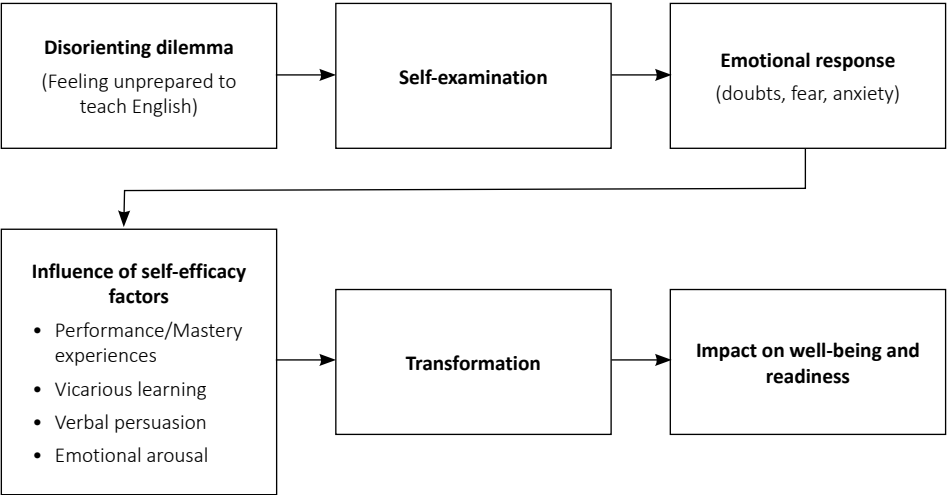 Disorienting dilemma
(Feeling unprepared to
teach English)
Self-examination
Emotional response
(doubts, fear, anxiety)
Influence of self-efficacy
factors
• Performance/Mastery
experiences
• Vicarious learning
• Verbal persuasion
• Emotional arousal
Transformation
Impact on well-being and
readiness